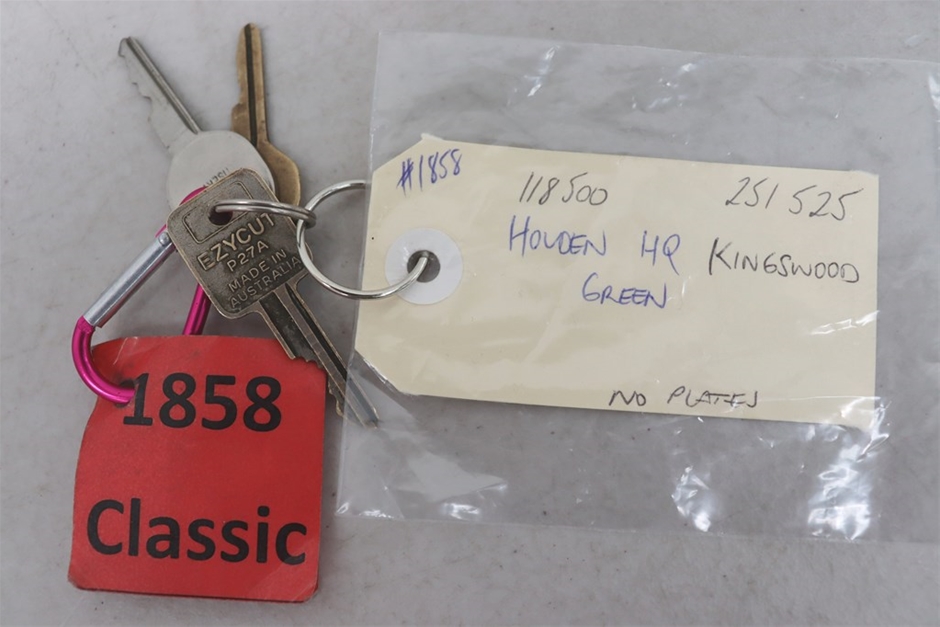 #1858
118500
251525
HOLDEN HQ
KINGSWOOD
GREEN
NO PLATES
EZYCUT
P27A
MADE IN
AUSTRALIA
1858
Classic